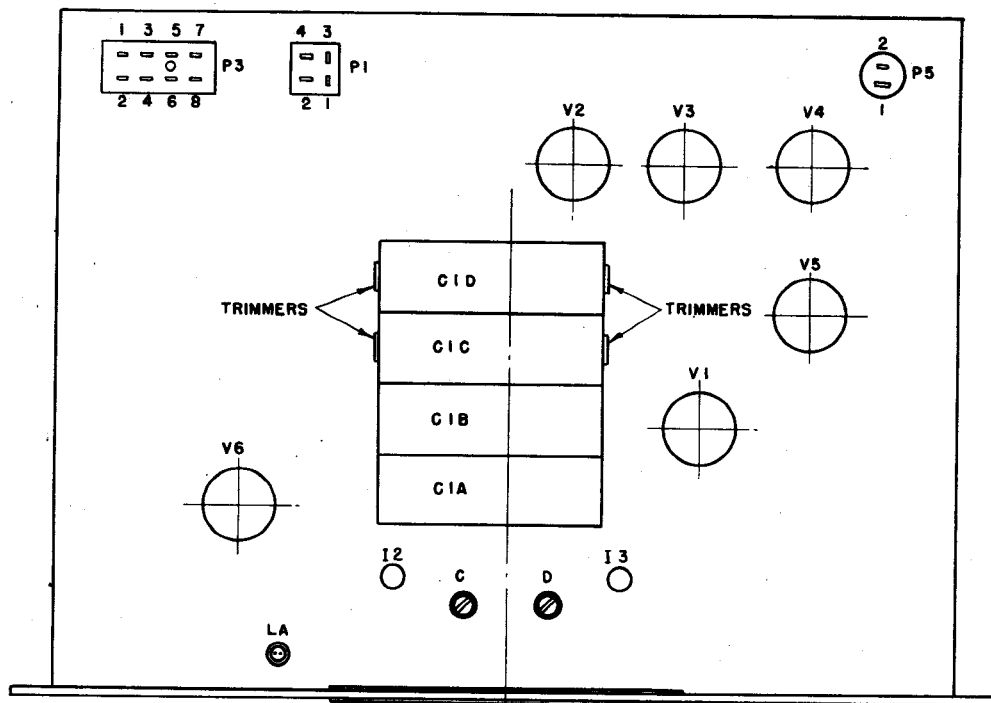 1 3 5 7
P3
2 4 6 8
4 3
P1
2 1
2
P5
1
V2
V3
V4
V5
V1
V6
C1D
C1C
C1B
C1A
TRIMMERS
TRIMMERS
I2
C
D
I3
LA